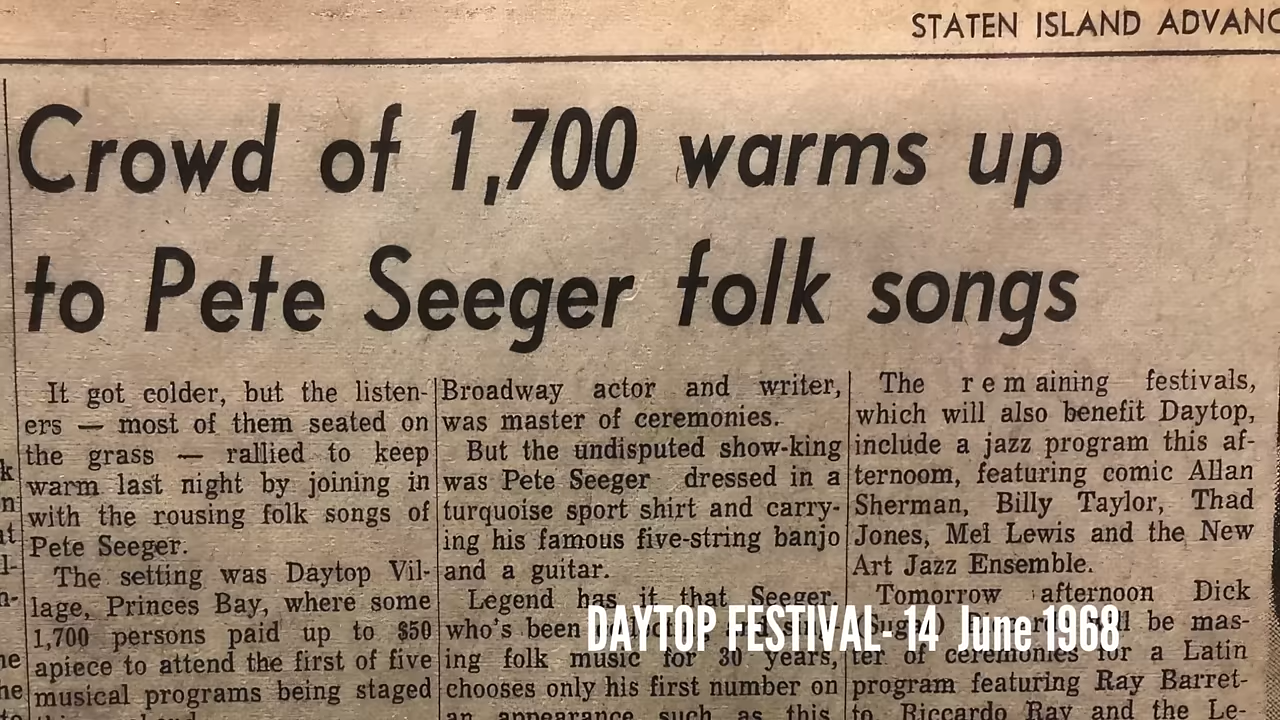 STATEN ISLAND ADVANC
Crowd of 1,700 warms up
to Pete Seeger folk songs
It got colder, but the listen-
ers — most of them seated on
the grass — rallied to keep
warm last night by joining in
with the rousing folk songs of
Pete Seeger.
The setting was Daytop Vil-
lage, Princes Bay, where some
1,700 persons paid up to $50
apiece to attend the first of five
musical programs being staged
Broadway actor and writer,
was master of ceremonies.
But the undisputed show-king
was Pete Seeger dressed in a
turquoise sport shirt and carry-
ing his famous five-string banjo
and a guitar.
Legend has it that Seeger,
who's been
ing folk music for 30 years,
chooses only his first number on
an appearance such as this
The remaining festivals,
which will also benefit Daytop,
include a jazz program this af-
ternoom, featuring comic Allan
Sherman, Billy Taylor, Thad
Jones, Mel Lewis and the New
Art Jazz Ensemble.
Tomorrow afternoon Dick
(Sugar) will be mas-
ter of ceremonies for a Latin
program featuring Ray Barret-
to Riccardo Ray and the Le-
DAYTOP FESTIVAL- 14 June 1968